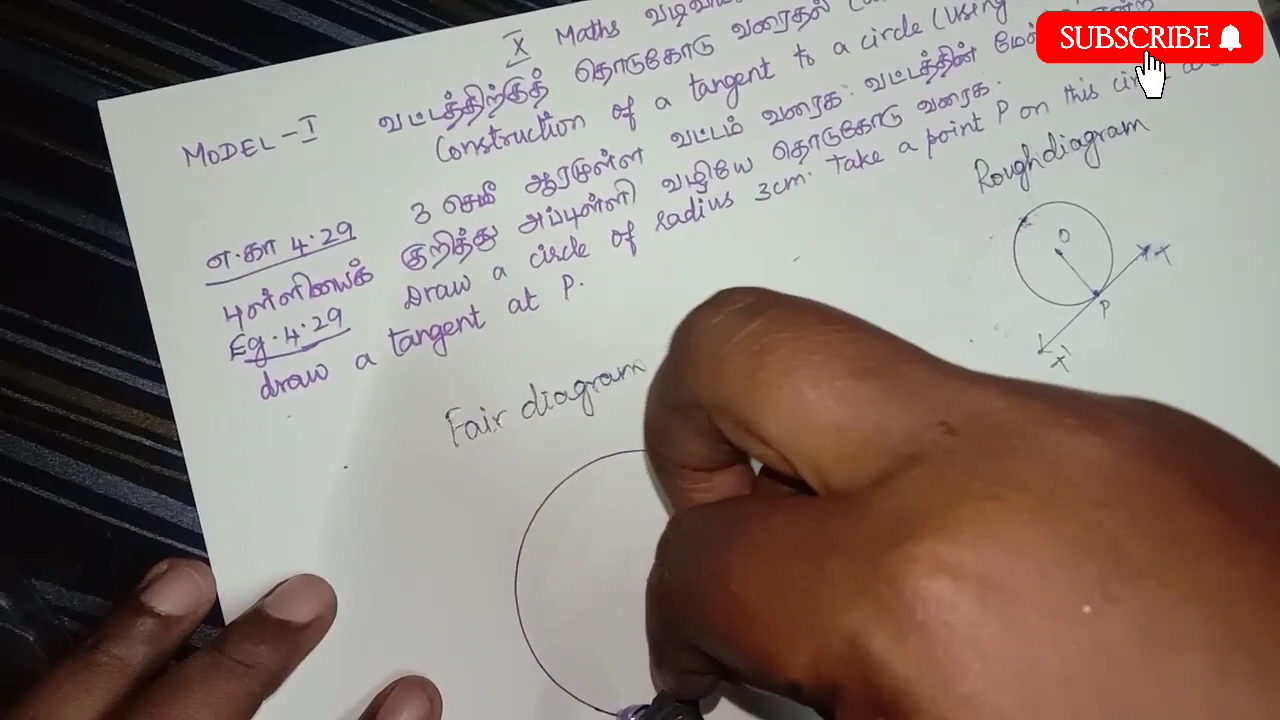 SUBSCRIBE
X Maths
MODEL-I வட்டத்திற்குத் தொடுகோடு வரைதல்
Construction of a tangent to a circle (Using
எ.கா 4.29 3 செமீ ஆரமுள்ள வட்டம் வரைக. வட்டத்தின்
புள்ளியைக் குறித்து அப்புள்ளி வழியே தொடுகோடு வரைக.
Eg.4.29 Draw a circle of radius 3cm. Take a point P on this
draw a tangent at P.
Rough diagram
O
P
T
T'
Fair diagram